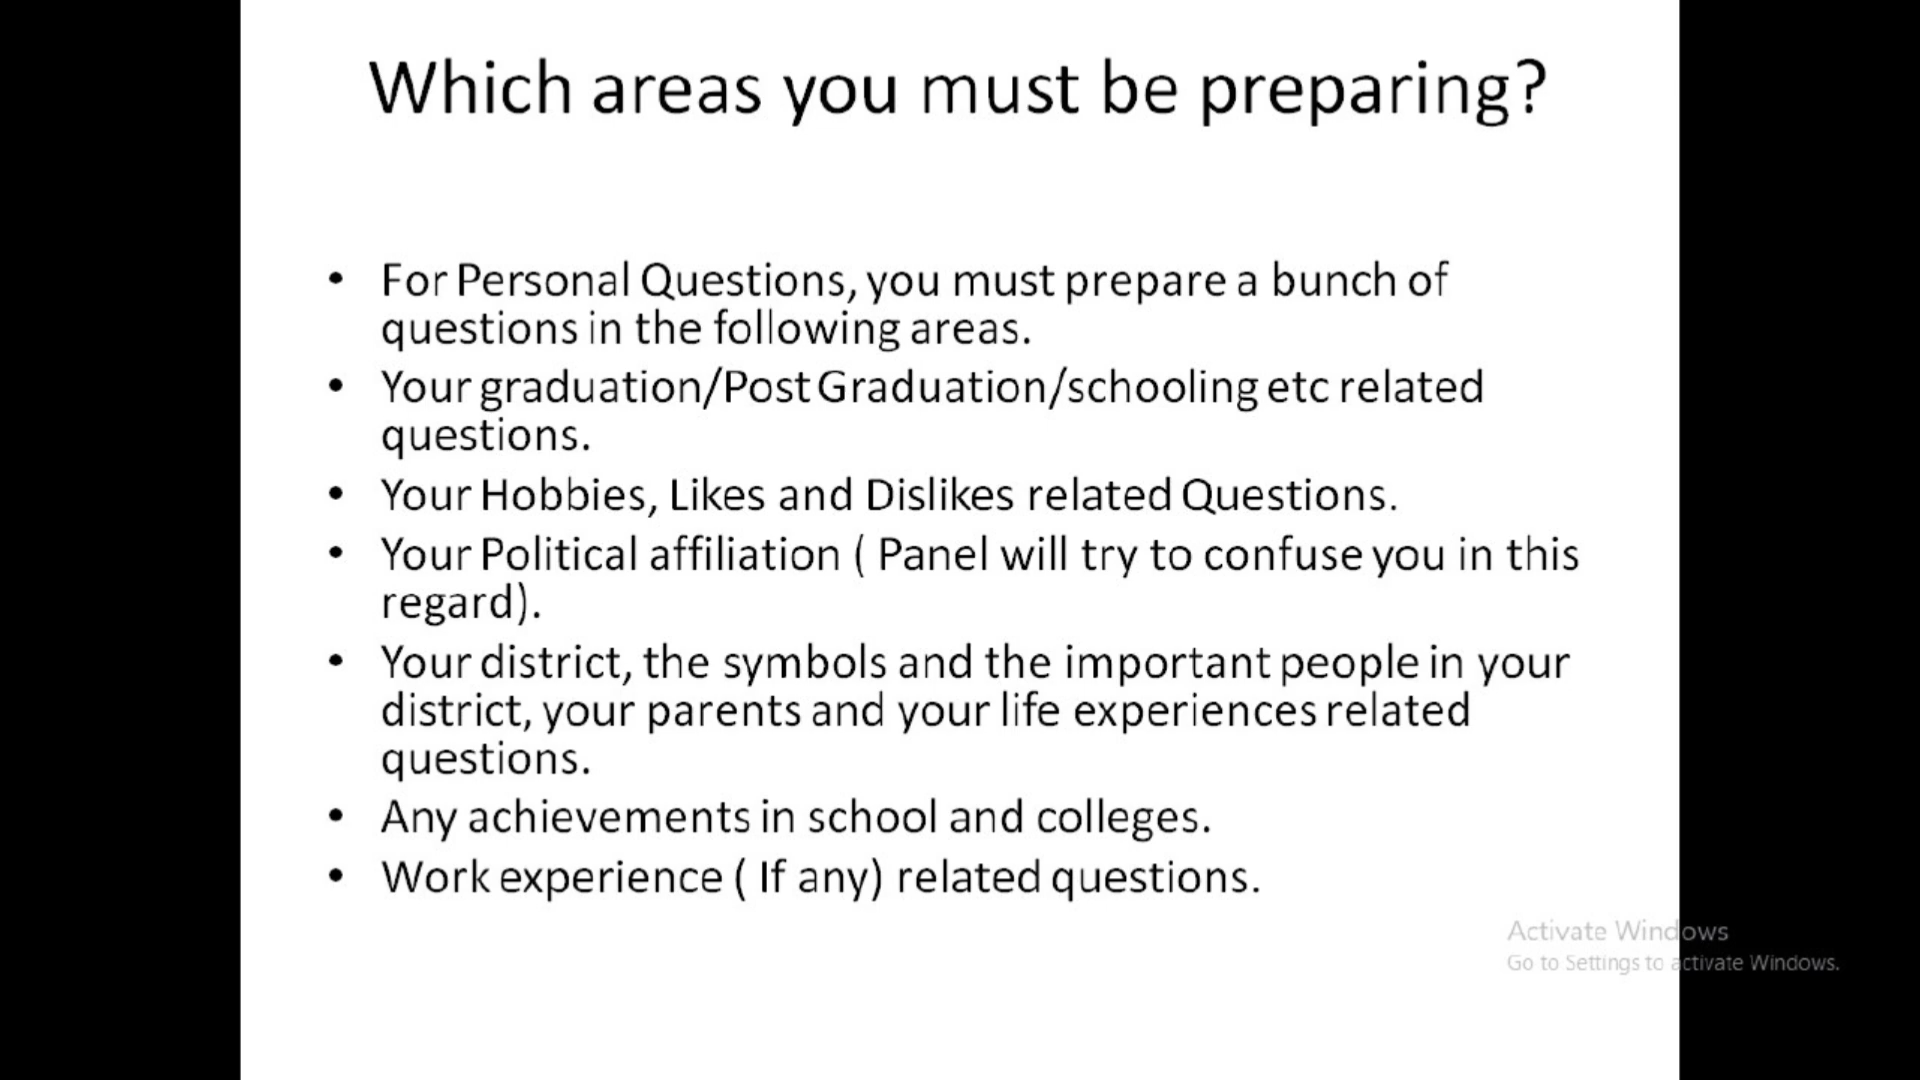 Which areas you must be preparing?
• For Personal Questions, you must prepare a bunch of
questions in the following areas.
• Your graduation/Post Graduation/schooling etc related
questions.
• Your Hobbies, Likes and Dislikes related Questions.
• Your Political affiliation ( Panel will try to confuse you in this
regard).
• Your district, the symbols and the important people in your
district, your parents and your life experiences related
questions.
• Any achievements in school and colleges.
• Work experience ( If any) related questions.
Activate Windows
Go to Settings to activate Windows.